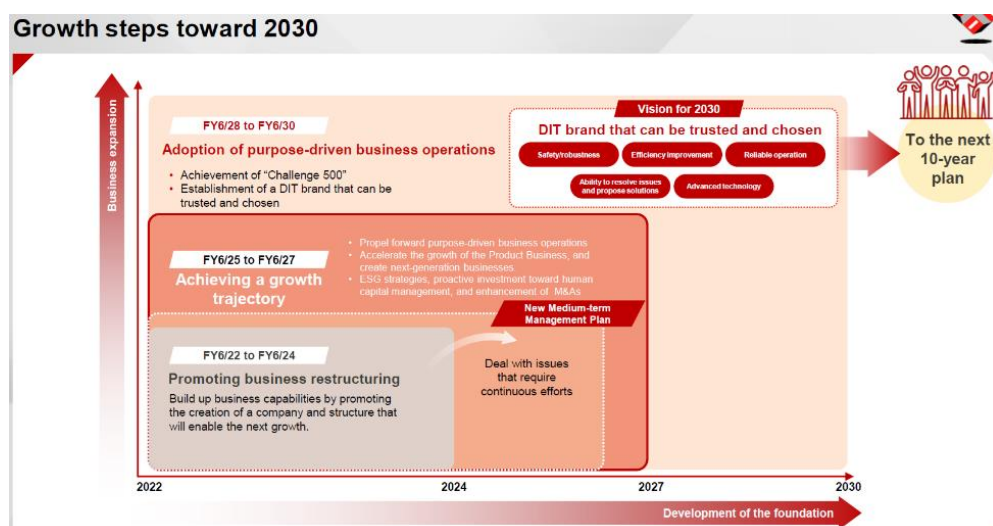 Growth steps toward 2030
Business expansion
FY6/28 to FY6/30
Adoption of purpose-driven business operations
• Achievement of "Challenge 500"
• Establishment of a DIT brand that can be
trusted and chosen
Vision for 2030
DIT brand that can be trusted and chosen
Safety/robustness
Efficiency improvement
Reliable operation
Ability to resolve issues
and propose solutions
Advanced technology
To the next
10-year
plan
FY6/25 to FY6/27
Achieving a growth
trajectory
• Propel forward purpose-driven business operations
• Accelerate the growth of the Product Business, and
create next-generation businesses.
• ESG strategies, proactive investment toward human
capital management, and enhancement of M&As
New Medium-term
Management Plan
FY6/22 to FY6/24
Promoting business restructuring
Build up business capabilities by promoting
the creation of a company and structure that
will enable the next growth.
Deal with issues
that require
continuous efforts
2022
2024
2027
2030
Development of the foundation